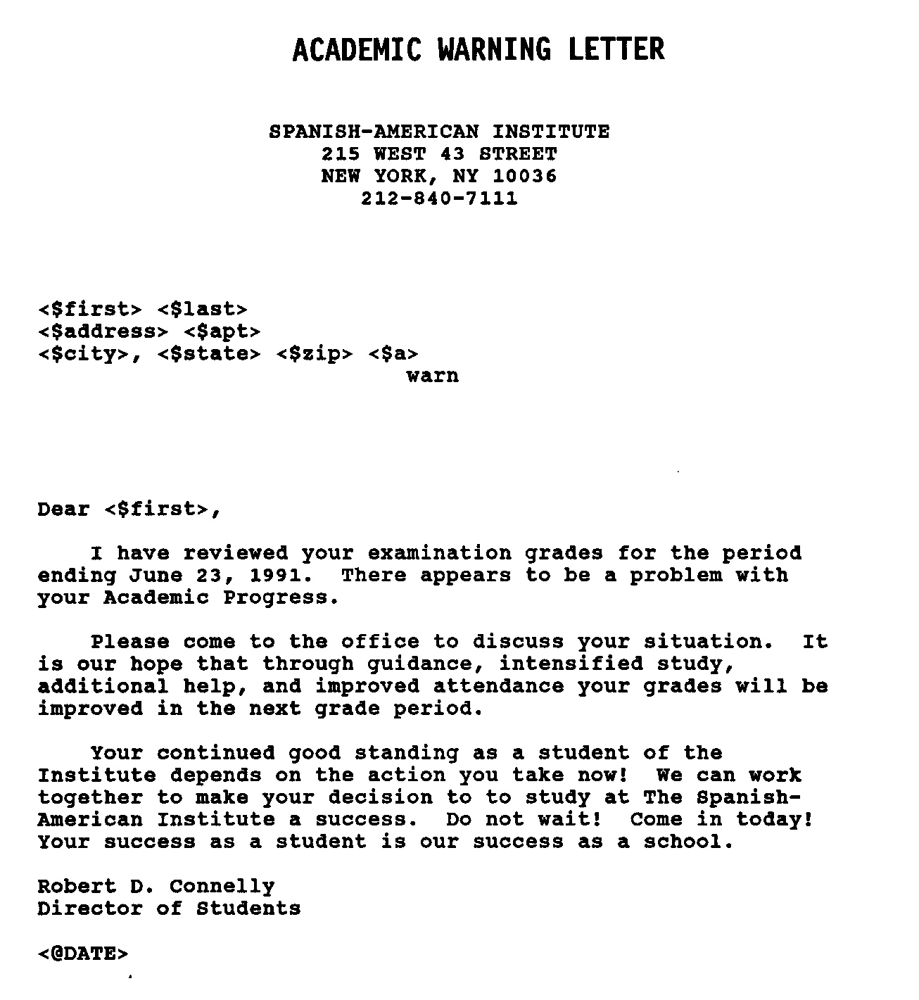 ACADEMIC WARNING LETTER
SPANISH-AMERICAN INSTITUTE
215 WEST 43 STREET
NEW YORK, NY 10036
212-840-7111
<$first> <$last>
<$address> <$apt>
<$city>, <$state> <$zip> <$a>
warn
Dear <$first>,
I have reviewed your examination grades for the period
ending June 23, 1991. There appears to be a problem with
your Academic Progress.
Please come to the office to discuss your situation. It
is our hope that through guidance, intensified study,
additional help, and improved attendance your grades will be
improved in the next grade period.
Your continued good standing as a student of the
Institute depends on the action you take now! We can work
together to make your decision to to study at The Spanish-
American Institute a success. Do not wait! Come in today!
Your success as a student is our success as a school.
Robert D. Connelly
Director of Students
<@DATE>